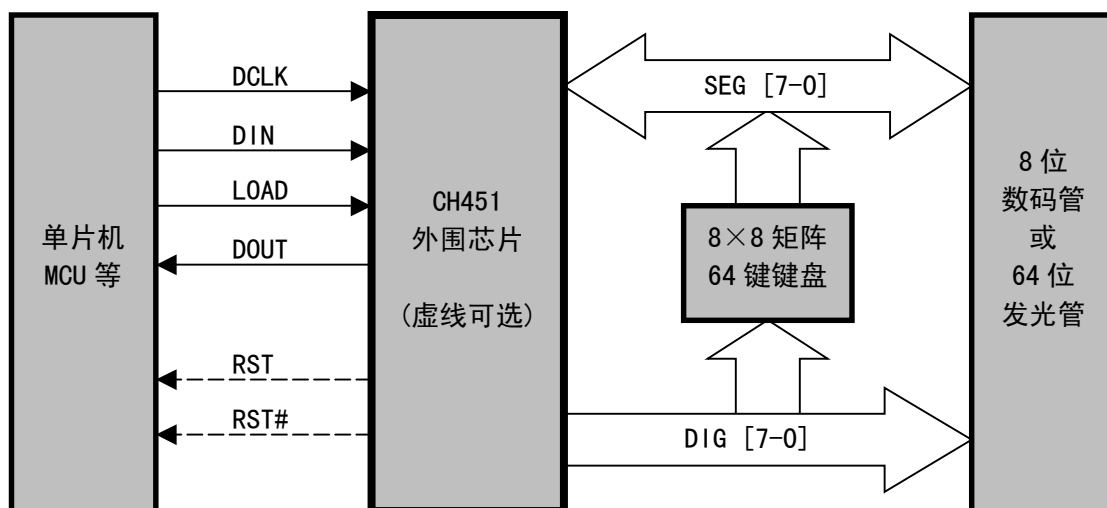 单片机
MCU 等
DCLK
DIN
LOAD
DOUT
RST
RST#
CH451
外围芯片
(虚线可选)
SEG [7-0]
8×8 矩阵
64 键键盘
DIG [7-0]
8 位
数码管
或
64 位
发光管